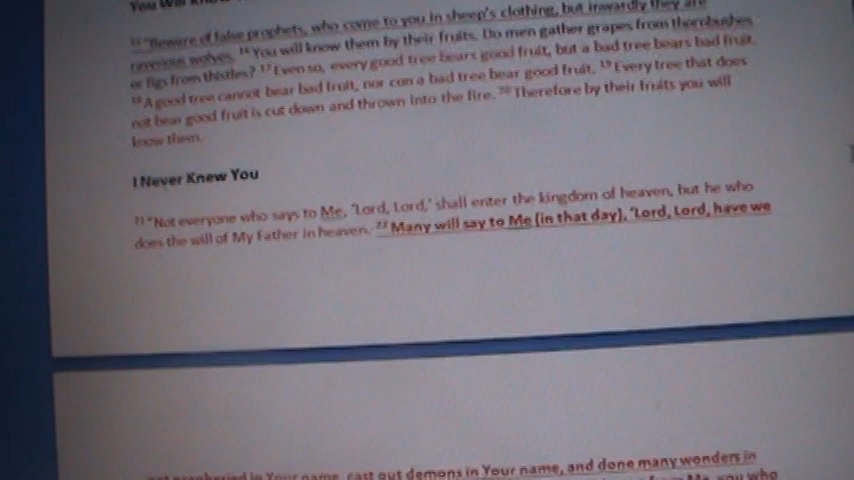 You Will Know
15 "Beware of false prophets, who come to you in sheep's clothing, but inwardly they are
ravenous wolves. 16 You will know them by their fruits. Do men gather grapes from thornbushes
or figs from thistles? 17 Even so, every good tree bears good fruit, but a bad tree bears bad fruit.
18 A good tree cannot bear bad fruit, nor can a bad tree bear good fruit. 19 Every tree that does
not bear good fruit is cut down and thrown into the fire. 20 Therefore by their fruits you will
know them.
I Never Knew You
21 "Not everyone who says to Me, 'Lord, Lord,' shall enter the kingdom of heaven, but he who
does the will of My Father in heaven. 22 Many will say to Me (in that day), 'Lord, Lord, have we
prophesied in Your name, cast out demons in Your name, and done many wonders in
from Me, you who